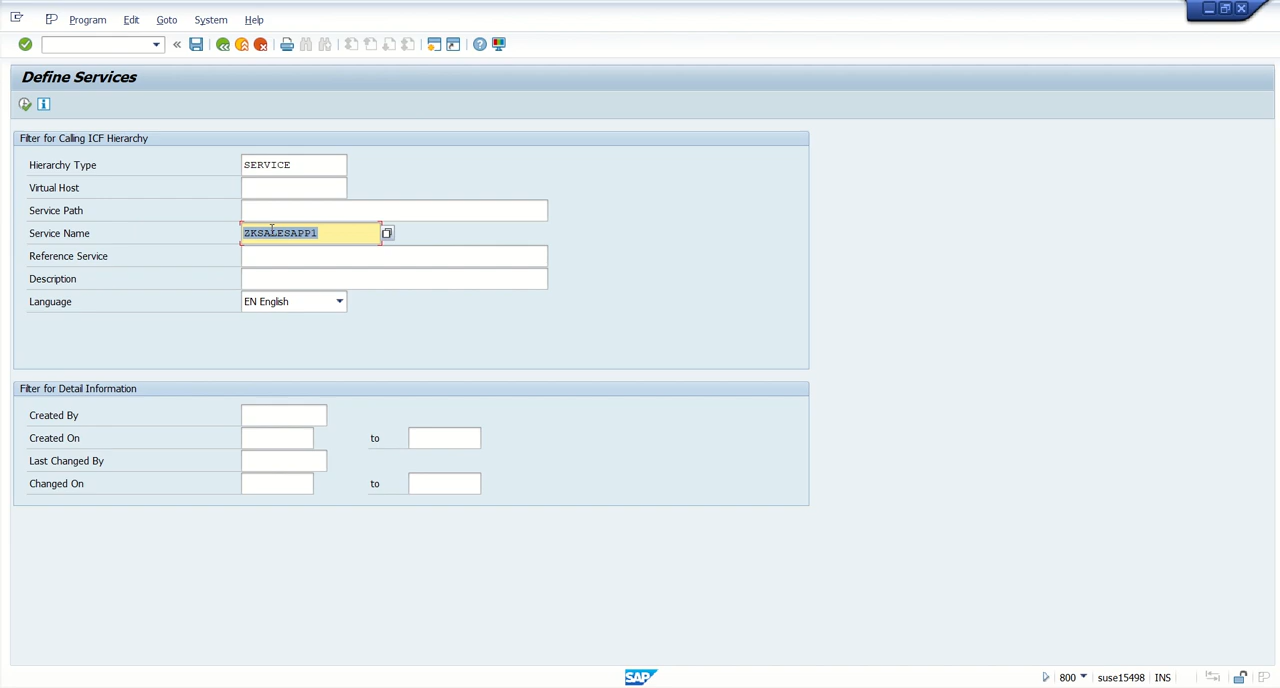 Program Edit Goto System Help
Define Services
Filter for Calling ICF Hierarchy
Hierarchy Type SERVICE
Virtual Host
Service Path
Service Name ZKSALESAPP1
Reference Service
Description
Language EN English
Filter for Detail Information
Created By
Created On to
Last Changed By
Changed On to
SAP 800 suse15498 INS